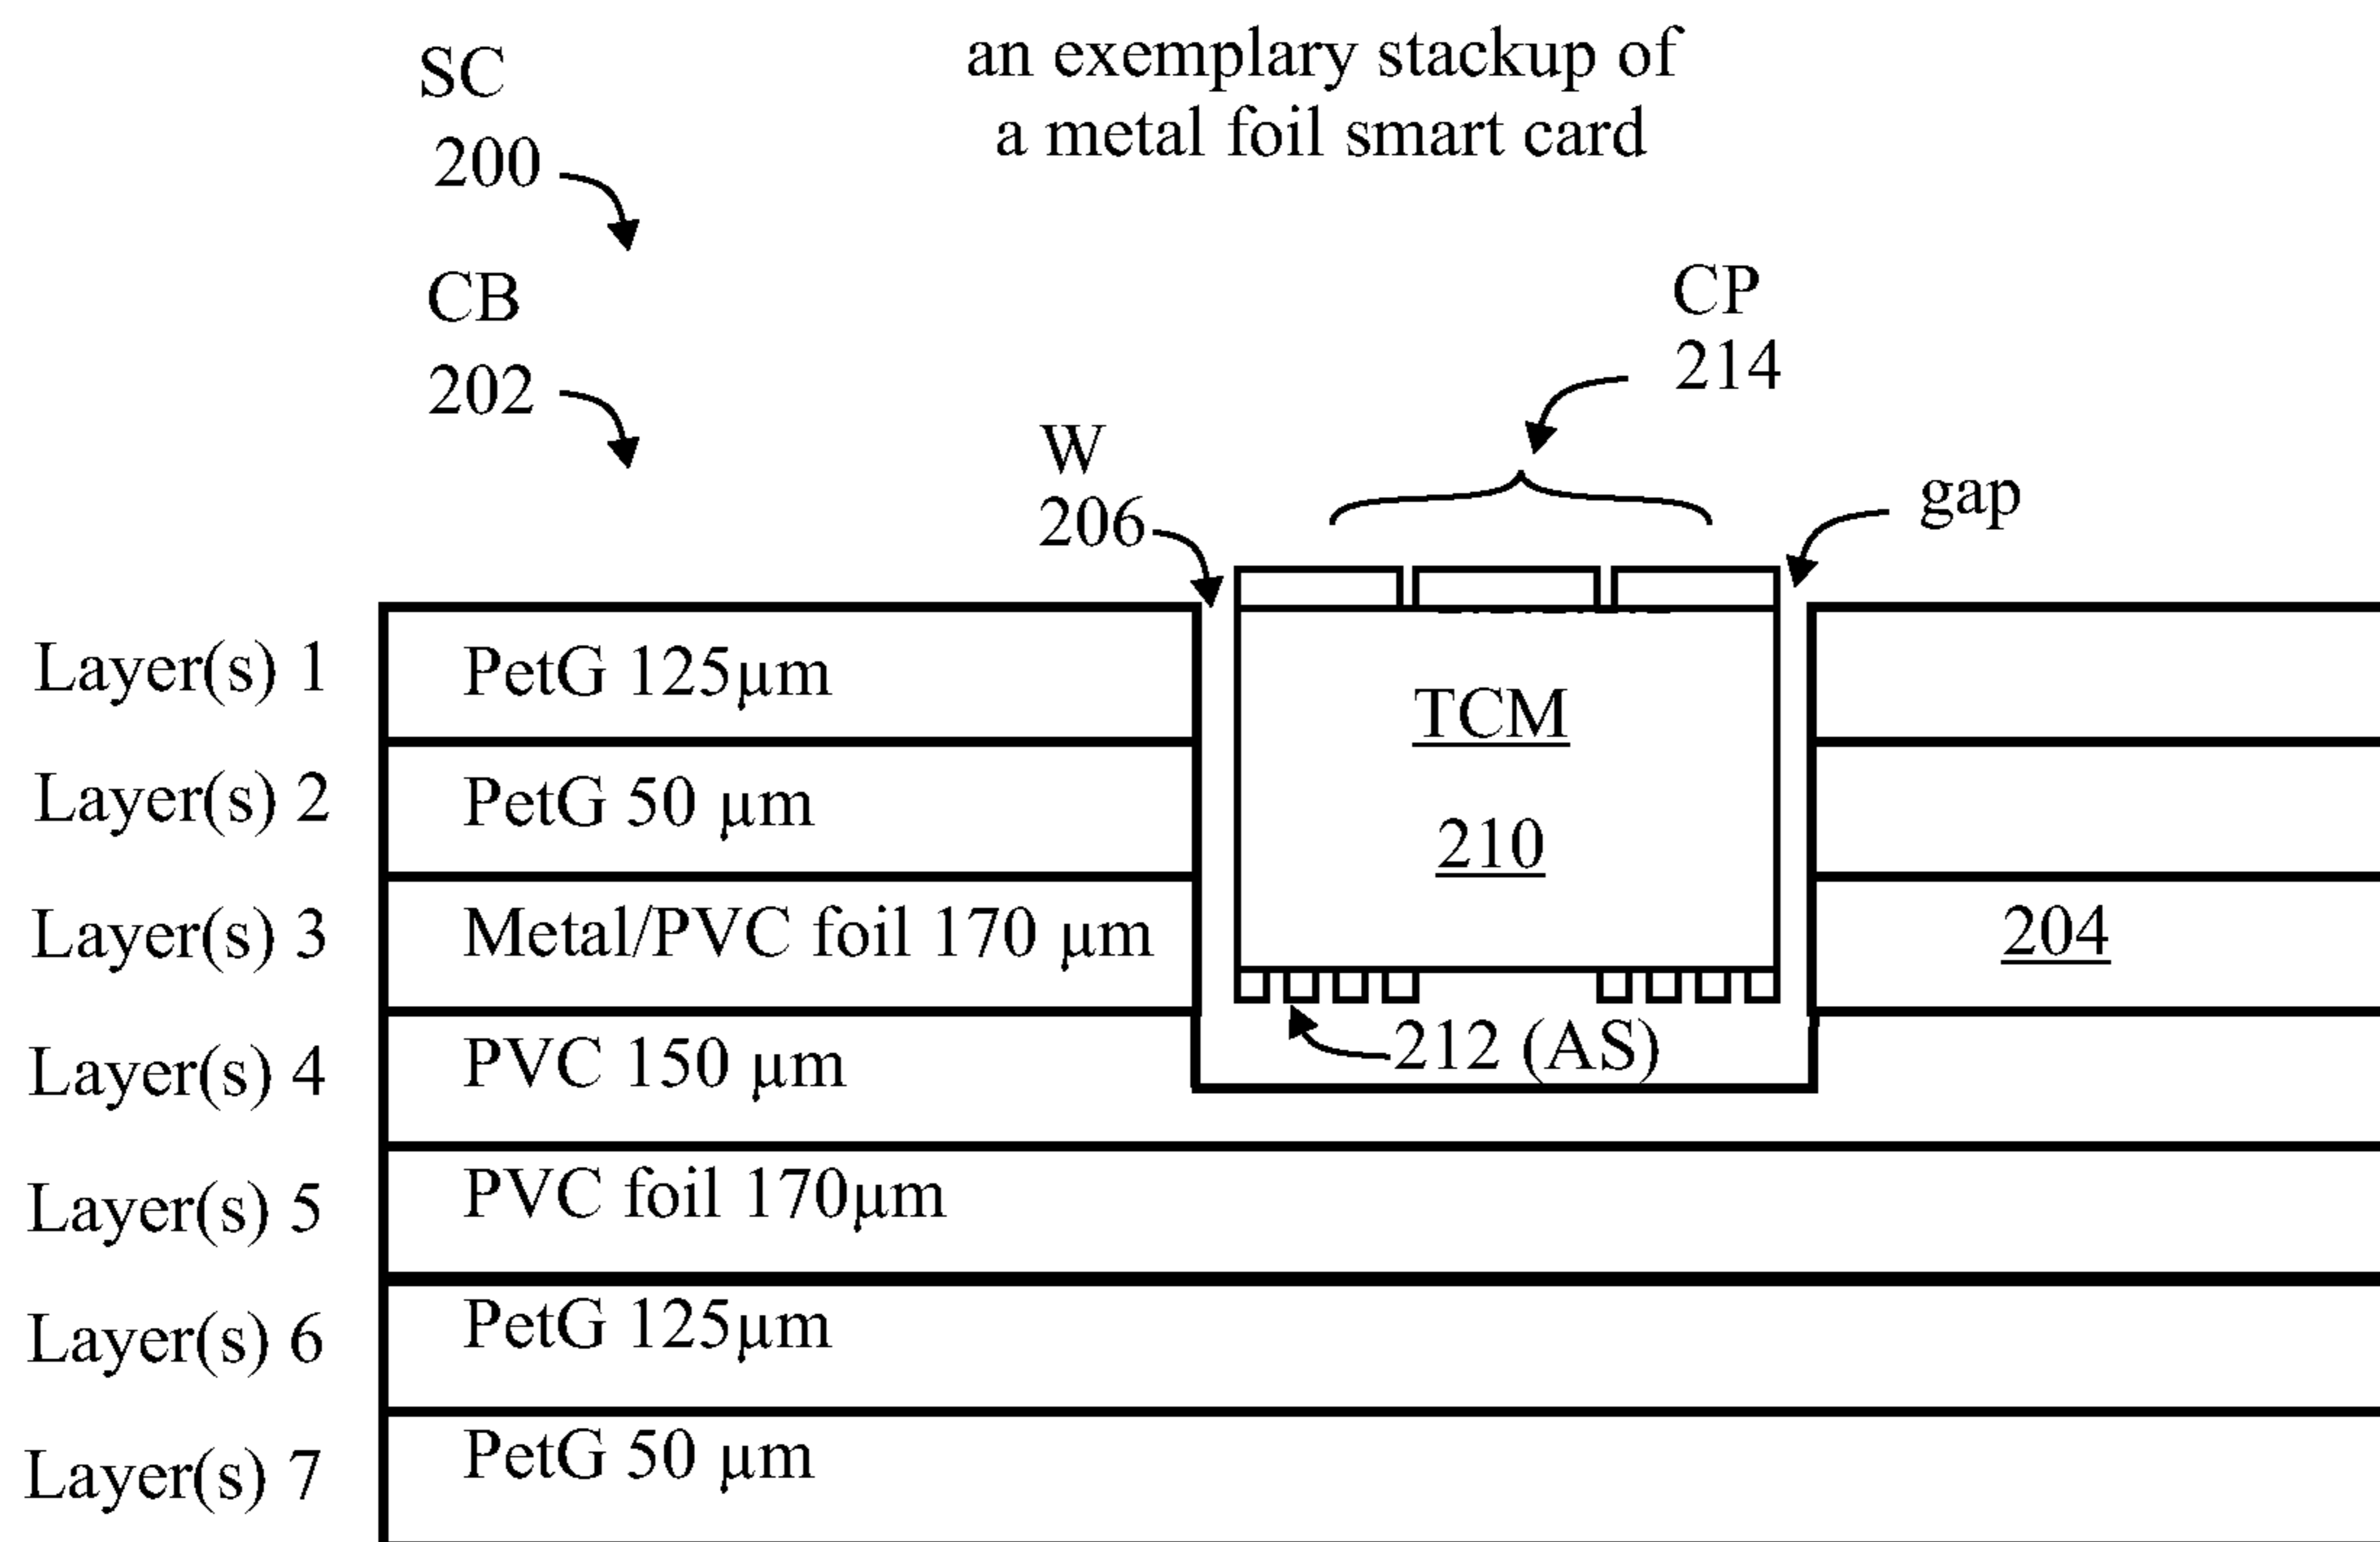 an exemplary stackup of
a metal foil smart card
SC
200
CB
202
CP
214
W
206
gap
Layer(s) 1
PetG 125μm
Layer(s) 2
PetG 50 μm
Layer(s) 3
Metal/PVC foil 170 μm
Layer(s) 4
PVC 150 μm
Layer(s) 5
PVC foil 170μm
Layer(s) 6
PetG 125μm
Layer(s) 7
PetG 50 μm
TCM
210
212 (AS)
204